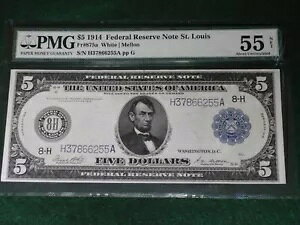 PMG
$5 1914 Federal Reserve Note St. Louis
Fr#875a White | Mellon
S/N H37866255A pp G
55 NET
About Uncirculated
5 FEDERAL RESERVE NOTE 5
THE UNITED STATES OF AMERICA
8-H
H37866255A
H37866255A
8-H
WASHINGTON, D.C.
5 FIVE DOLLARS 5